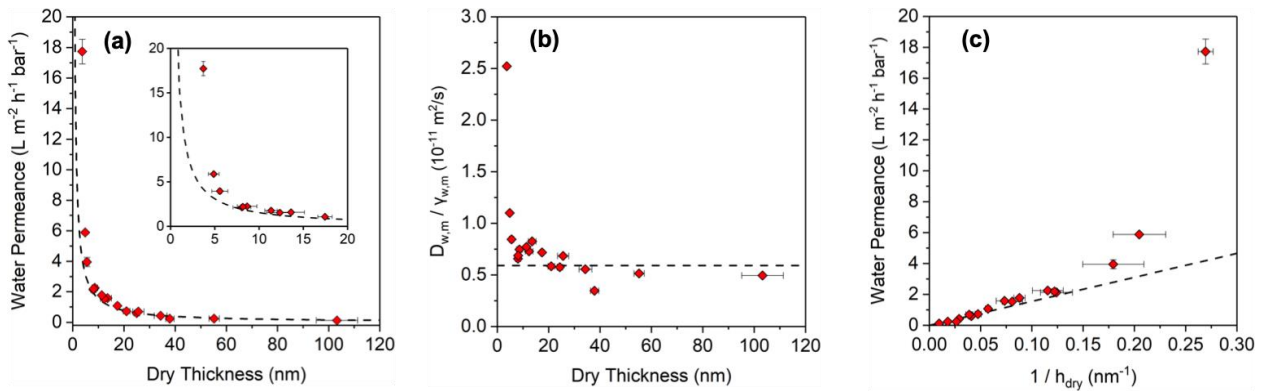 (a)
20
18
16
14
12
10
8
6
4
2
0
0 20 40 60 80 100 120
Dry Thickness (nm)
Water Permeance (L m⁻² h⁻¹ bar⁻¹)
20
15
10
5
0
0 5 10 15 20
(b)
3.0
2.5
2.0
1.5
1.0
0.5
0.0
0 20 40 60 80 100 120
Dry Thickness (nm)
D_w,m / γ_w,m (10⁻¹¹ m²/s)
(c)
20
18
16
14
12
10
8
6
4
2
0
0.00 0.05 0.10 0.15 0.20 0.25 0.30
1 / h_dry (nm⁻¹)
Water Permeance (L m⁻² h⁻¹ bar⁻¹)